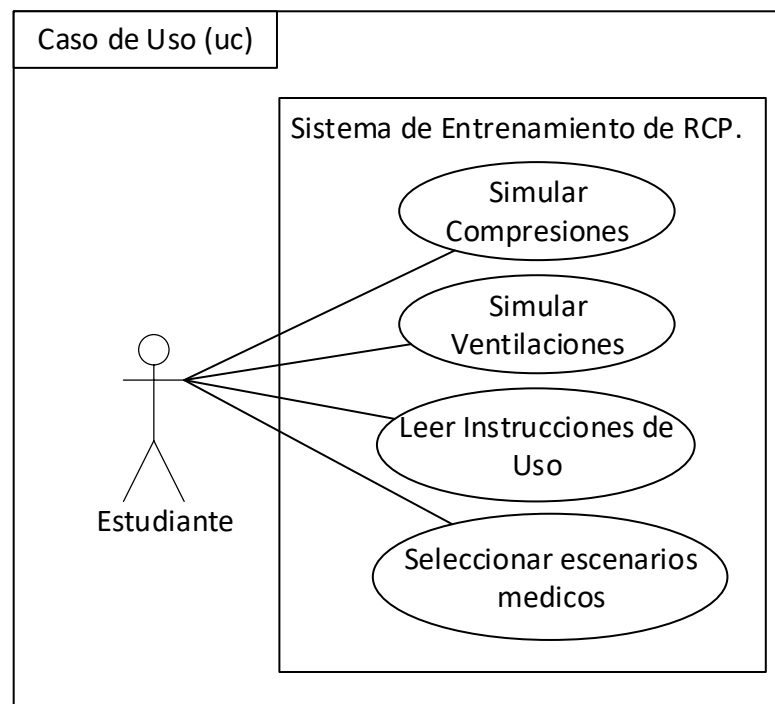 Caso de Uso (uc)
Sistema de Entrenamiento de RCP.
Simular
Compresiones
Simular
Ventilaciones
Leer Instrucciones de
Uso
Estudiante
Seleccionar escenarios
medicos